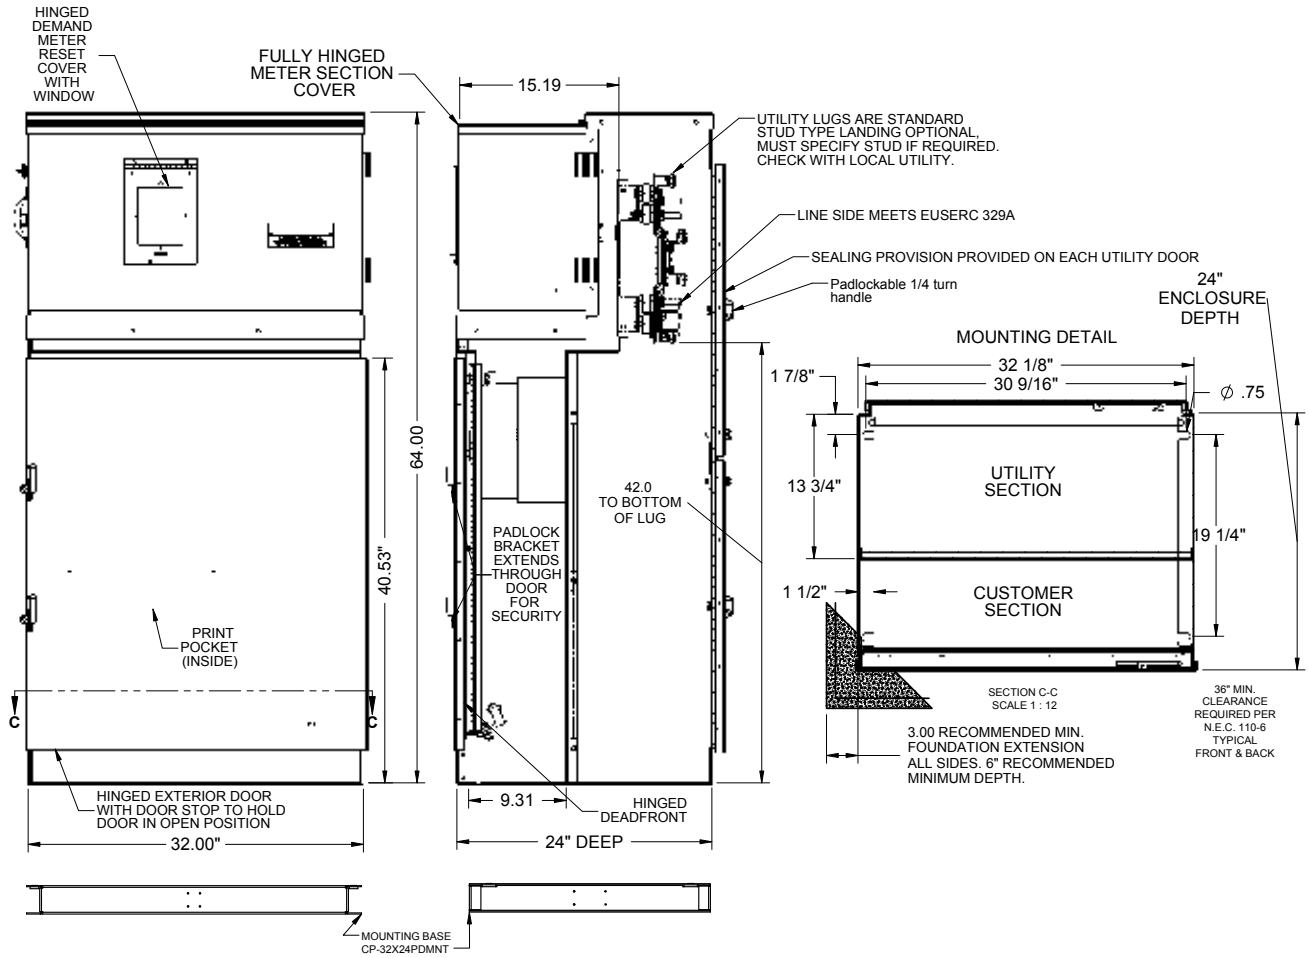 HINGED
DEMAND
METER
RESET
COVER
WITH
WINDOW
FULLY HINGED
METER SECTION
COVER
15.19
UTILITY LUGS ARE STANDARD
STUD TYPE LANDING OPTIONAL,
MUST SPECIFY STUD IF REQUIRED.
CHECK WITH LOCAL UTILITY.
LINE SIDE MEETS EUSERC 329A
SEALING PROVISION PROVIDED ON EACH UTILITY DOOR
Padlockable 1/4 turn
handle
24"
ENCLOSURE
DEPTH
MOUNTING DETAIL
32 1/8"
30 9/16"
1 7/8"
Ø .75
UTILITY
SECTION
13 3/4"
19 1/4"
1 1/2"
CUSTOMER
SECTION
SECTION C-C
SCALE 1 : 12
36" MIN.
CLEARANCE
REQUIRED PER
N.E.C. 110-6
TYPICAL
FRONT & BACK
3.00 RECOMMENDED MIN.
FOUNDATION EXTENSION
ALL SIDES. 6" RECOMMENDED
MINIMUM DEPTH.
64.00
40.53"
42.0
TO BOTTOM
OF LUG
PADLOCK
BRACKET
EXTENDS
THROUGH
DOOR
FOR
SECURITY
PRINT
POCKET
(INSIDE)
C
C
HINGED EXTERIOR DOOR
WITH DOOR STOP TO HOLD
DOOR IN OPEN POSITION
32.00"
9.31
HINGED
DEADFRONT
24" DEEP
MOUNTING BASE
CP-32X24PDMNT